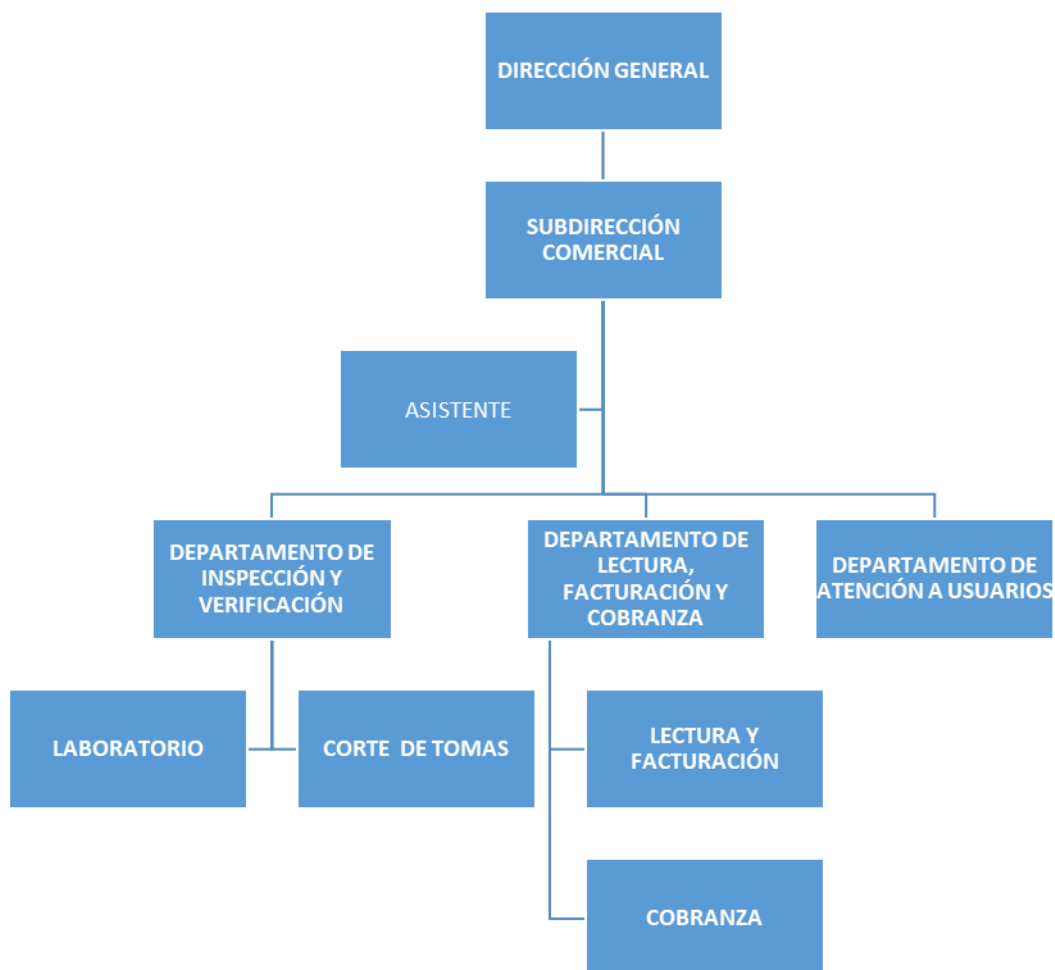 DIRECCIÓN GENERAL
SUBDIRECCIÓN
COMERCIAL
ASISTENTE
DEPARTAMENTO DE
INSPECCIÓN Y
VERIFICACIÓN
DEPARTAMENTO DE
LECTURA,
FACTURACIÓN Y
COBRANZA
DEPARTAMENTO DE
ATENCIÓN A USUARIOS
LABORATORIO
CORTE  DE TOMAS
LECTURA Y
FACTURACIÓN
COBRANZA